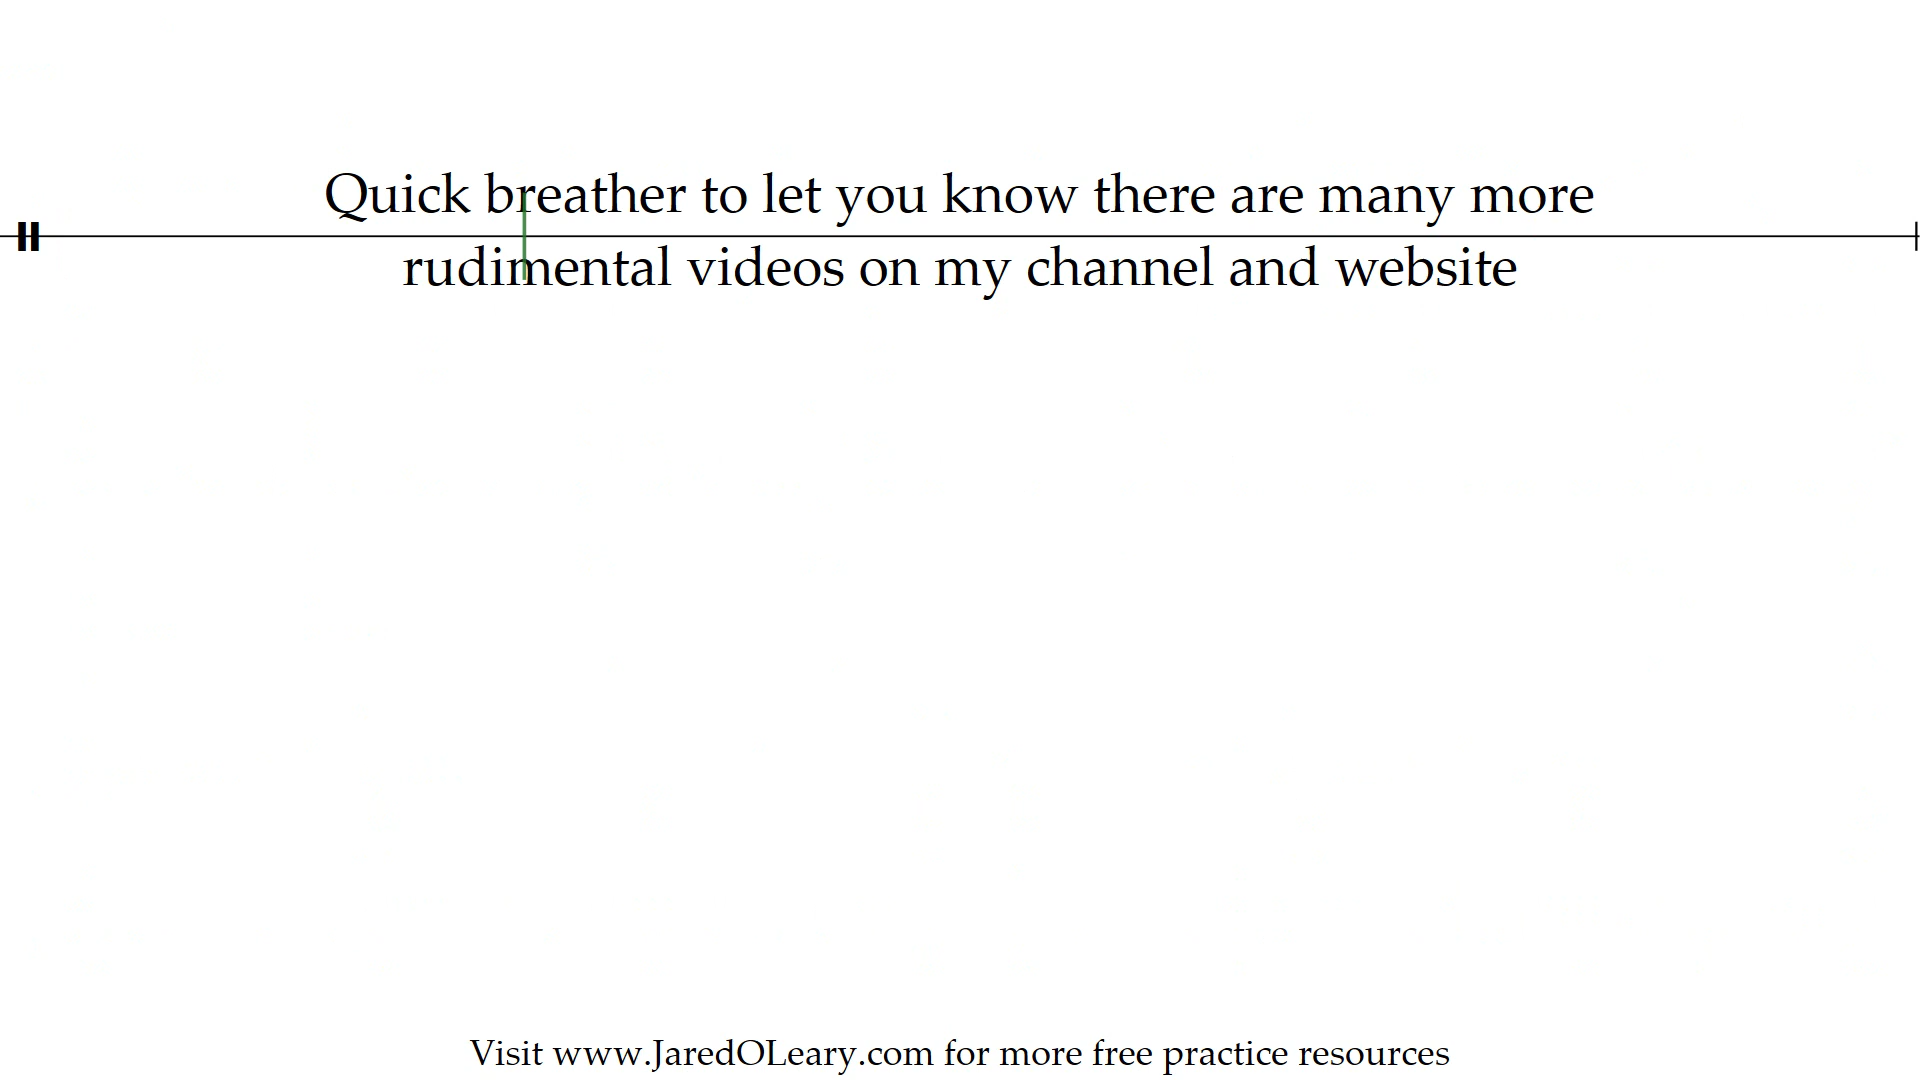 Quick breather to let you know there are many more
rudimental videos on my channel and website
Visit www.JaredOLeary.com for more free practice resources